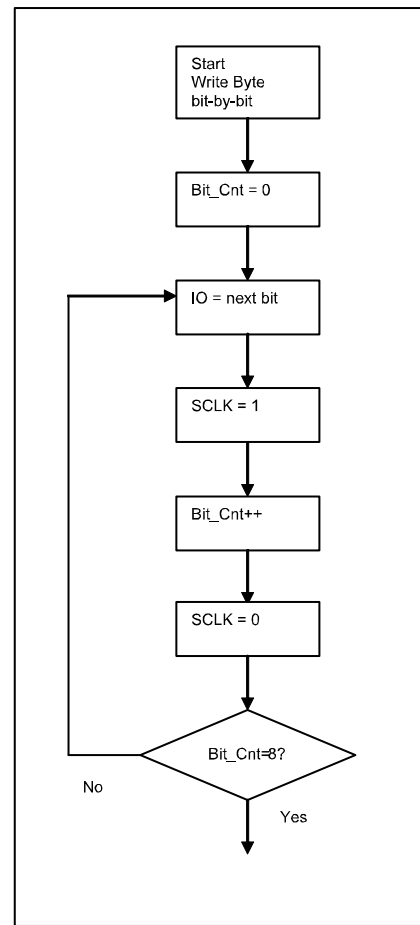 Start
Write Byte
bit-by-bit
Bit_Cnt = 0
IO = next bit
SCLK = 1
Bit_Cnt++
SCLK = 0
Bit_Cnt=8?
No
Yes